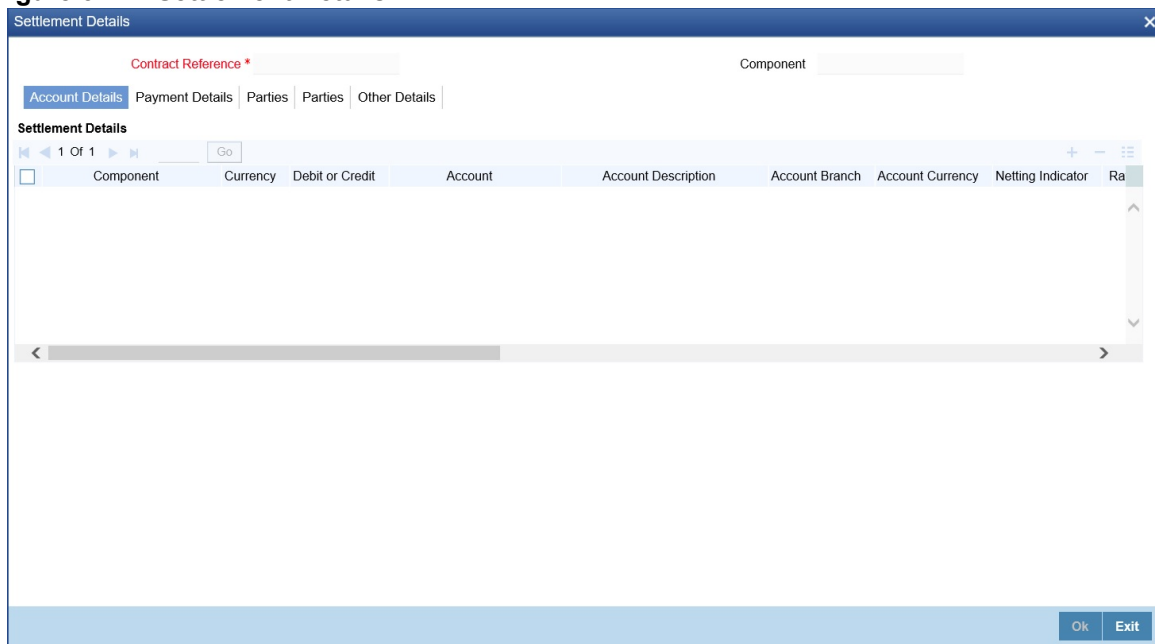 Settlement Details
Contract Reference * Component
Account Details Payment Details Parties Parties Other Details
Settlement Details
1 Of 1 Go
Component Currency Debit or Credit Account Account Description Account Branch Account Currency Netting Indicator Ra
Ok Exit